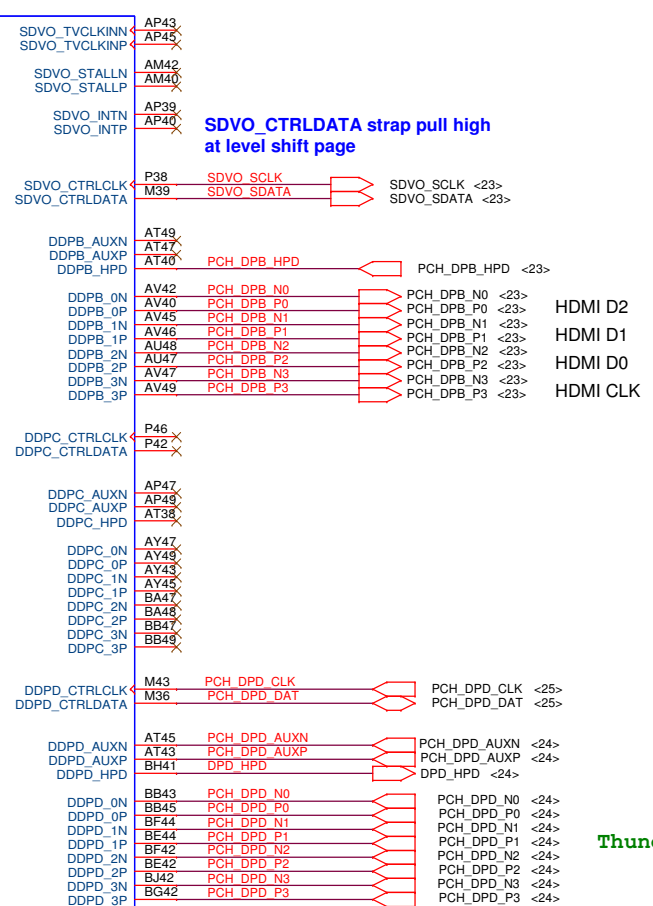 SDVO_TVCLKINN AP43
SDVO_TVCLKINP AP45
SDVO_STALLN AM42
SDVO_STALLP AM40
SDVO_INTN AP39
SDVO_INTP AP40
SDVO_CTRLDATA strap pull high
at level shift page
SDVO_CTRLCLK P38 SDVO_SCLK SDVO_SCLK <23>
SDVO_CTRLDATA M39 SDVO_SDATA SDVO_SDATA <23>
DDPB_AUXN AT49
DDPB_AUXP AT47
DDPB_HPD AT40 PCH_DPB_HPD PCH_DPB_HPD <23>
DDPB_0N AV42 PCH_DPB_N0 PCH_DPB_N0 <23>
DDPB_0P AV40 PCH_DPB_P0 PCH_DPB_P0 <23> HDMI D2
DDPB_1N AV45 PCH_DPB_N1 PCH_DPB_N1 <23>
DDPB_1P AV46 PCH_DPB_P1 PCH_DPB_P1 <23> HDMI D1
DDPB_2N AU48 PCH_DPB_N2 PCH_DPB_N2 <23>
DDPB_2P AU47 PCH_DPB_P2 PCH_DPB_P2 <23> HDMI D0
DDPB_3N AV47 PCH_DPB_N3 PCH_DPB_N3 <23>
DDPB_3P AV49 PCH_DPB_P3 PCH_DPB_P3 <23> HDMI CLK
DDPC_CTRLCLK P46
DDPC_CTRLDATA P42
DDPC_AUXN AP47
DDPC_AUXP AP49
DDPC_HPD AT38
DDPC_0N AY47
DDPC_0P AY49
DDPC_1N AY43
DDPC_1P AY45
DDPC_2N BA47
DDPC_2P BA48
DDPC_3N BB47
DDPC_3P BB49
DDPD_CTRLCLK M43 PCH_DPD_CLK PCH_DPD_CLK <25>
DDPD_CTRLDATA M36 PCH_DPD_DAT PCH_DPD_DAT <25>
DDPD_AUXN AT45 PCH_DPD_AUXN PCH_DPD_AUXN <24>
DDPD_AUXP AT43 PCH_DPD_AUXP PCH_DPD_AUXP <24>
DDPD_HPD BH41 DPD_HPD DPD_HPD <24>
DDPD_0N BB43 PCH_DPD_N0 PCH_DPD_N0 <24>
DDPD_0P BB45 PCH_DPD_P0 PCH_DPD_P0 <24>
DDPD_1N BF44 PCH_DPD_N1 PCH_DPD_N1 <24>
DDPD_1P BE44 PCH_DPD_P1 PCH_DPD_P1 <24>
DDPD_2N BF42 PCH_DPD_N2 PCH_DPD_N2 <24>
DDPD_2P BE42 PCH_DPD_P2 PCH_DPD_P2 <24>
DDPD_3N BJ42 PCH_DPD_N3 PCH_DPD_N3 <24>
DDPD_3P BG42 PCH_DPD_P3 PCH_DPD_P3 <24>